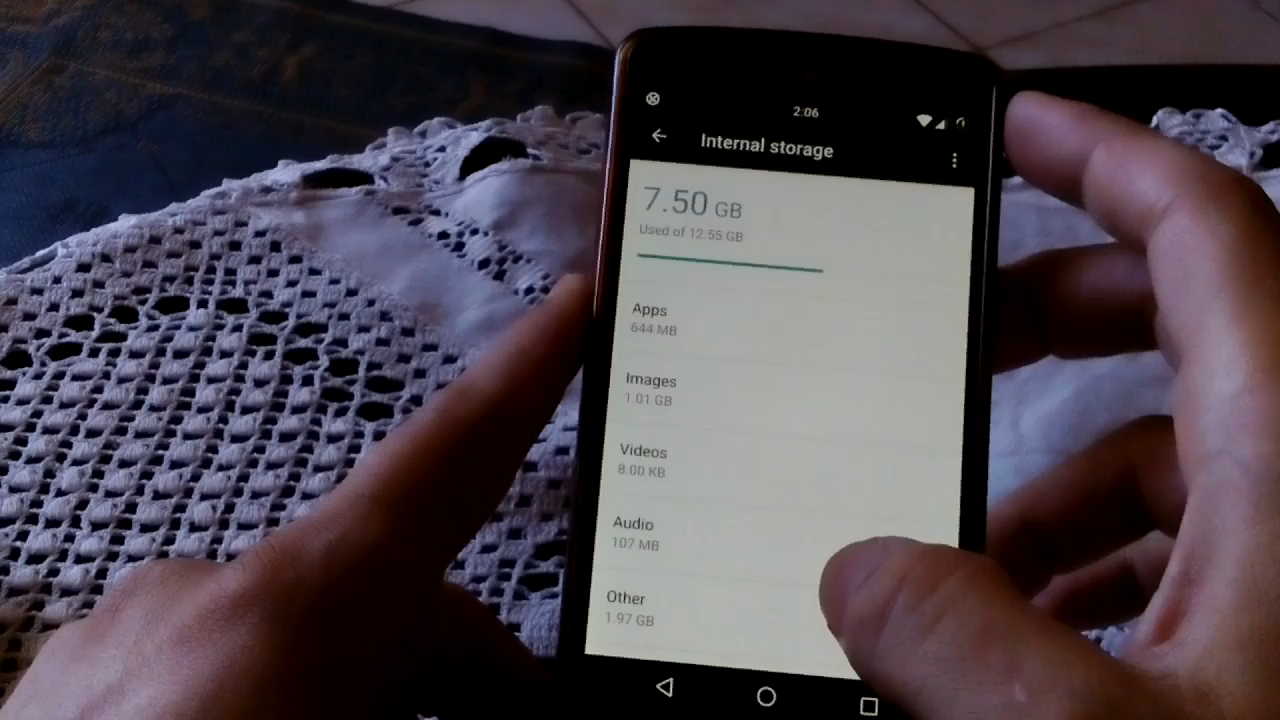 2:06
Internal storage
7.50 GB
Used of 12.55 GB
Apps
644 MB
Images
1.01 GB
Videos
8.00 KB
Audio
107 MB
Other
1.97 GB